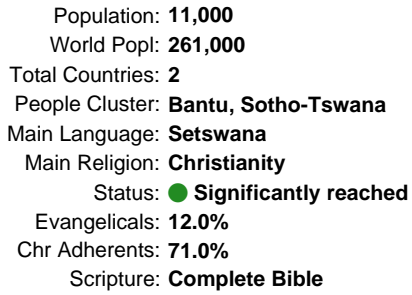 Population: 11,000
World Popl: 261,000
Total Countries: 2
People Cluster: Bantu, Sotho-Tswana
Main Language: Setswana
Main Religion: Christianity
Status: Significantly reached
Evangelicals: 12.0%
Chr Adherents: 71.0%
Scripture: Complete Bible